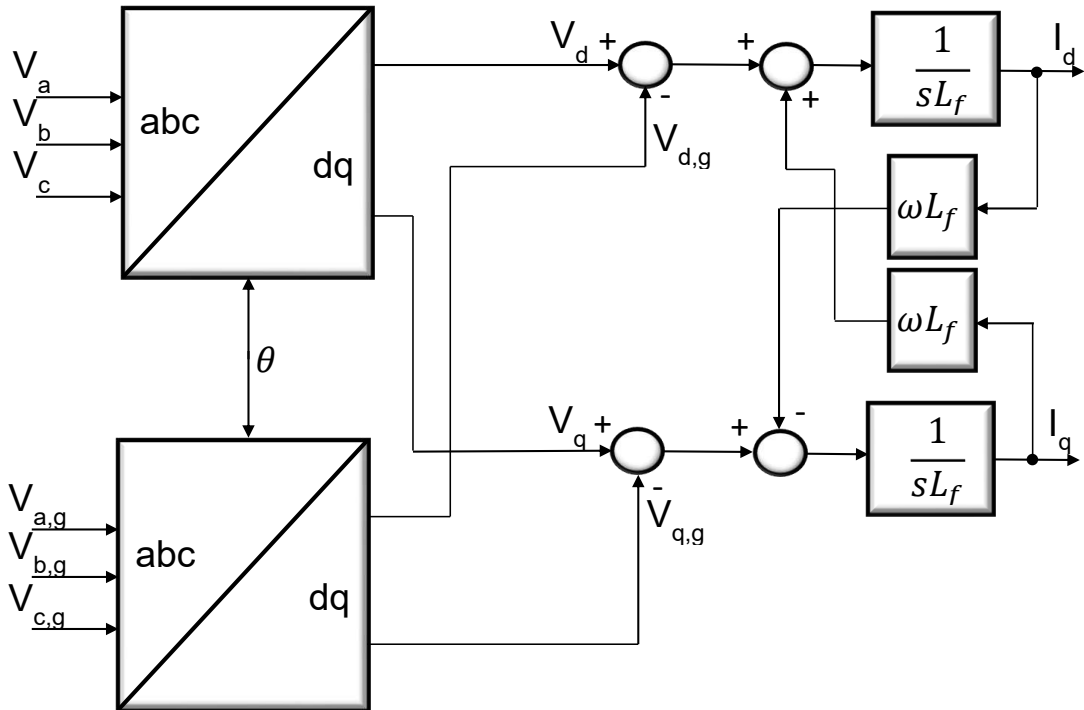 V_a
V_b
V_c
abc
dq
V_d
+
-
V_{d,g}
+
+
1
sL_f
I_d
ωL_f
ωL_f
θ
V_{a,g}
V_{b,g}
V_{c,g}
abc
dq
V_q
+
-
V_{q,g}
+
-
1
sL_f
I_q